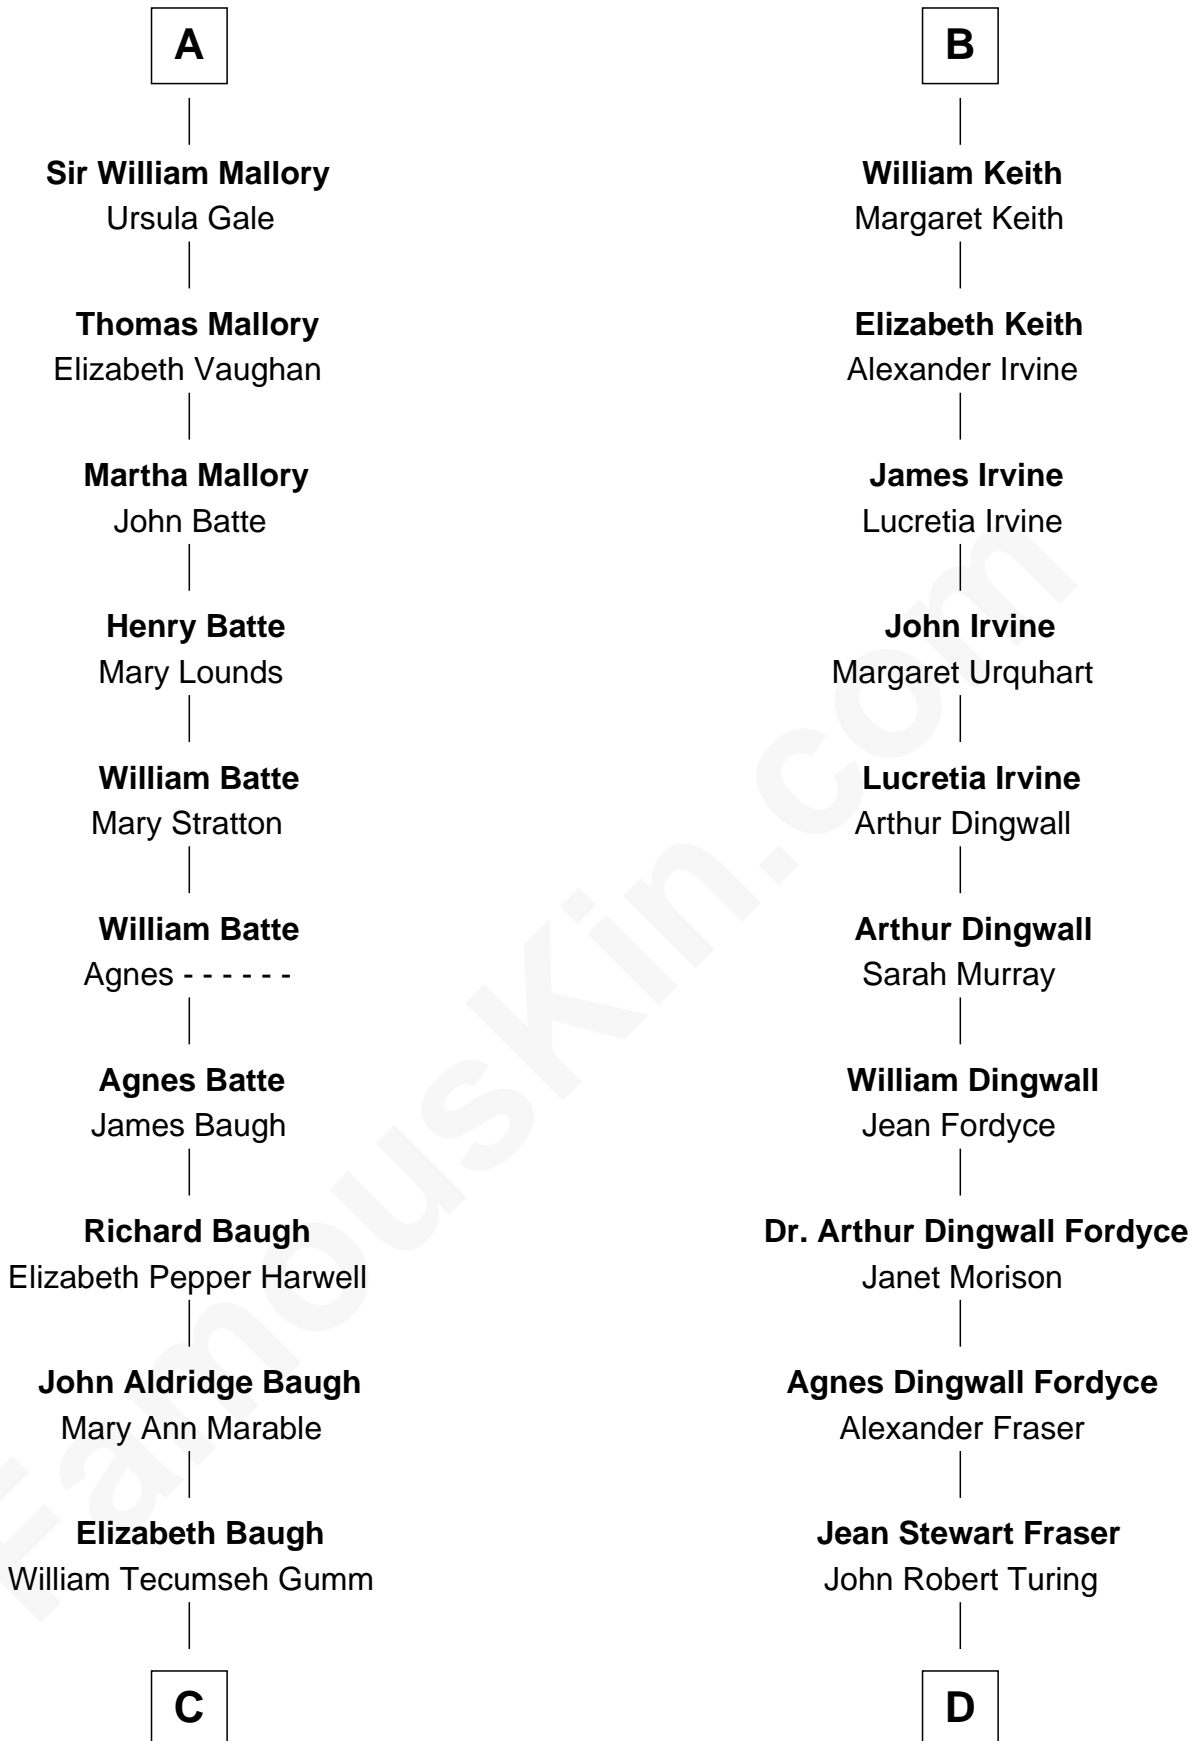 A
Sir William Mallory
Ursula Gale
Thomas Mallory
Elizabeth Vaughan
Martha Mallory
John Batte
Henry Batte
Mary Lounds
William Batte
Mary Stratton
William Batte
Agnes - - - - - -
Agnes Batte
James Baugh
Richard Baugh
Elizabeth Pepper Harwell
John Aldridge Baugh
Mary Ann Marable
Elizabeth Baugh
William Tecumseh Gumm
C
B
William Keith
Margaret Keith
Elizabeth Keith
Alexander Irvine
James Irvine
Lucretia Irvine
John Irvine
Margaret Urquhart
Lucretia Irvine
Arthur Dingwall
Arthur Dingwall
Sarah Murray
William Dingwall
Jean Fordyce
Dr. Arthur Dingwall Fordyce
Janet Morison
Agnes Dingwall Fordyce
Alexander Fraser
Jean Stewart Fraser
John Robert Turing
D
FamousKin.com